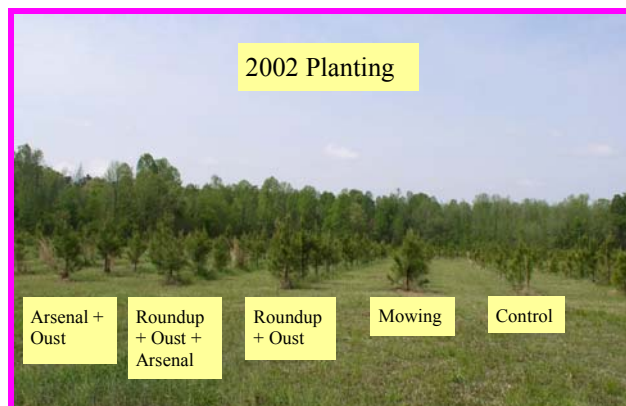 2002 Planting
Arsenal +
Oust
Roundup
+ Oust +
Arsenal
Roundup
+ Oust
Mowing
Control